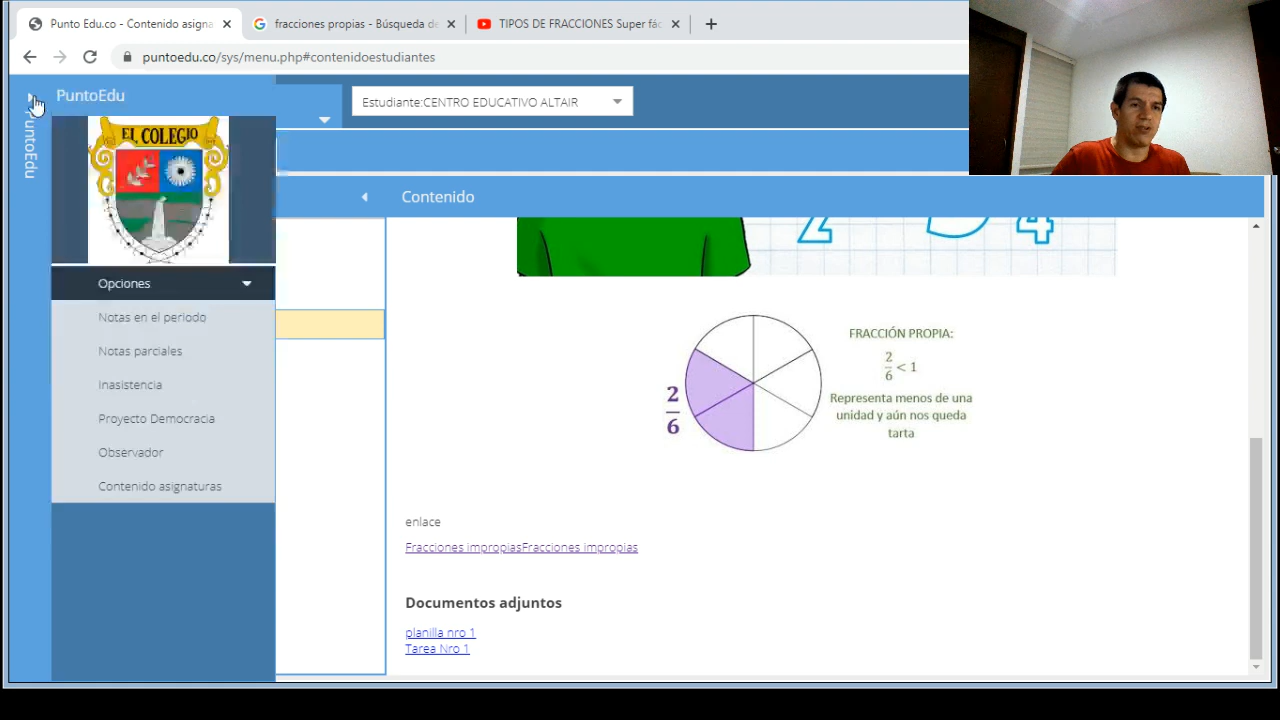 Punto Edu.co - Contenido asigna
fracciones propias - Búsqueda de
TIPOS DE FRACCIONES Super fác
puntoedu.co/sys/menu.php#contenidoestudiantes
PuntoEdu
Estudiante:CENTRO EDUCATIVO ALTAIR
PuntoEdu
EL COLEGIO
Contenido
Opciones
Notas en el periodo
Notas parciales
Inasistencia
Proyecto Democracia
Observador
Contenido asignaturas
2 4
FRACCIÓN PROPIA:
2/6 < 1
Representa menos de una
unidad y aún nos queda
tarta
2
6
enlace
Fracciones impropiasFracciones impropias
Documentos adjuntos
planilla nro 1
Tarea Nro 1